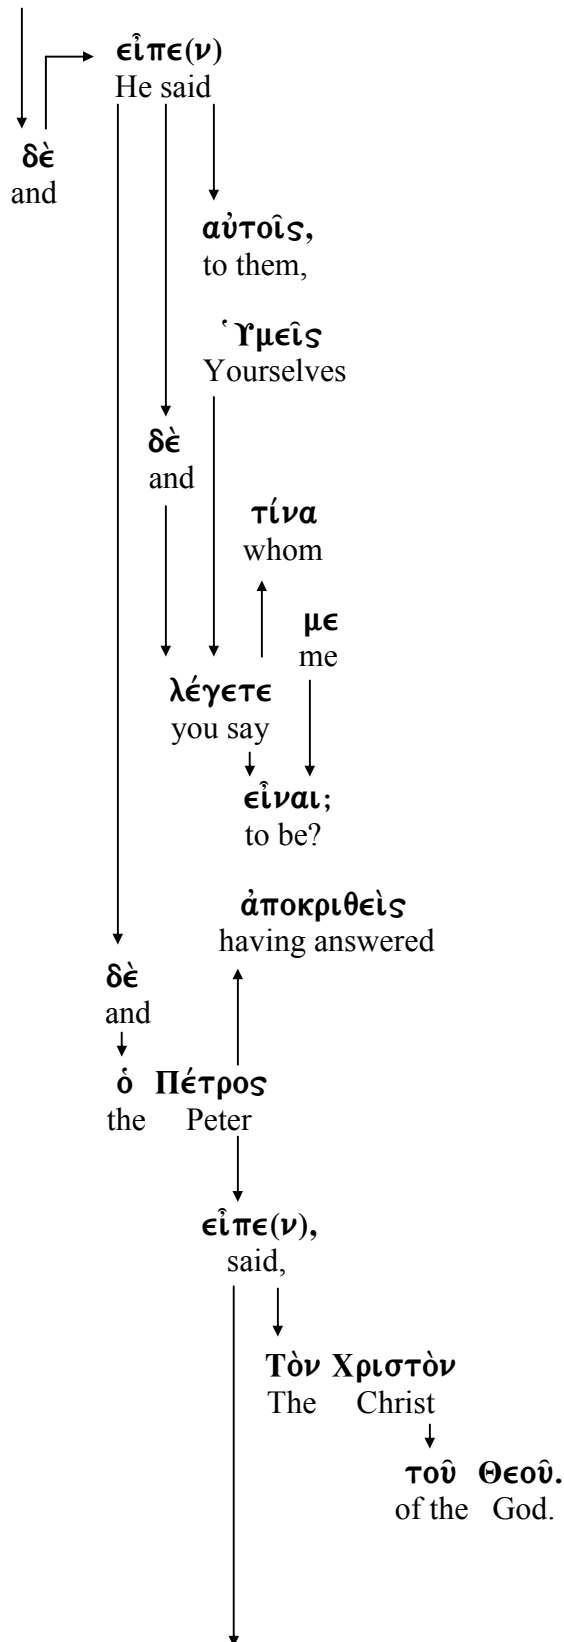 εἶπε(ν)
He said
δὲ
and
αὐτοῖς,
to them,
Ὑμεῖς
Yourselves
δὲ
and
τίνα
whom
με
me
λέγετε
you say
εἶναι;
to be?
ἀποκριθεὶς
having answered
δὲ
and
ὁ Πέτρος
the Peter
εἶπε(ν),
said,
Τὸν Χριστὸν
The Christ
τοῦ Θεοῦ.
of the God.